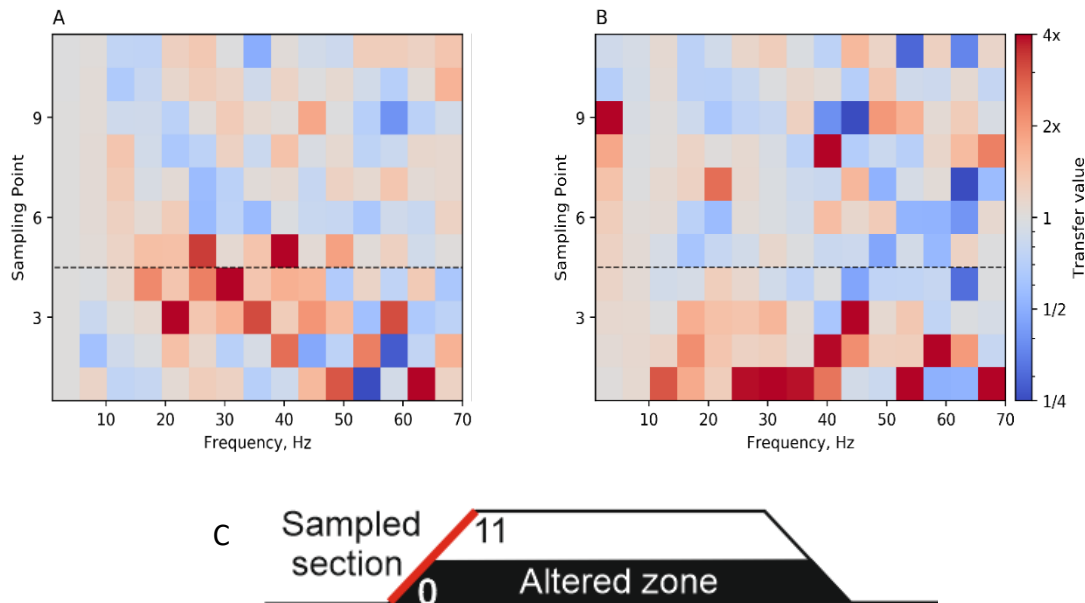 A
B
Sampling Point
9
6
3
10 20 30 40 50 60 70
Frequency, Hz
Sampling Point
9
6
3
10 20 30 40 50 60 70
Frequency, Hz
4x
2x
1
1/2
1/4
Transfer value
C
Sampled
section
11
0
Altered zone